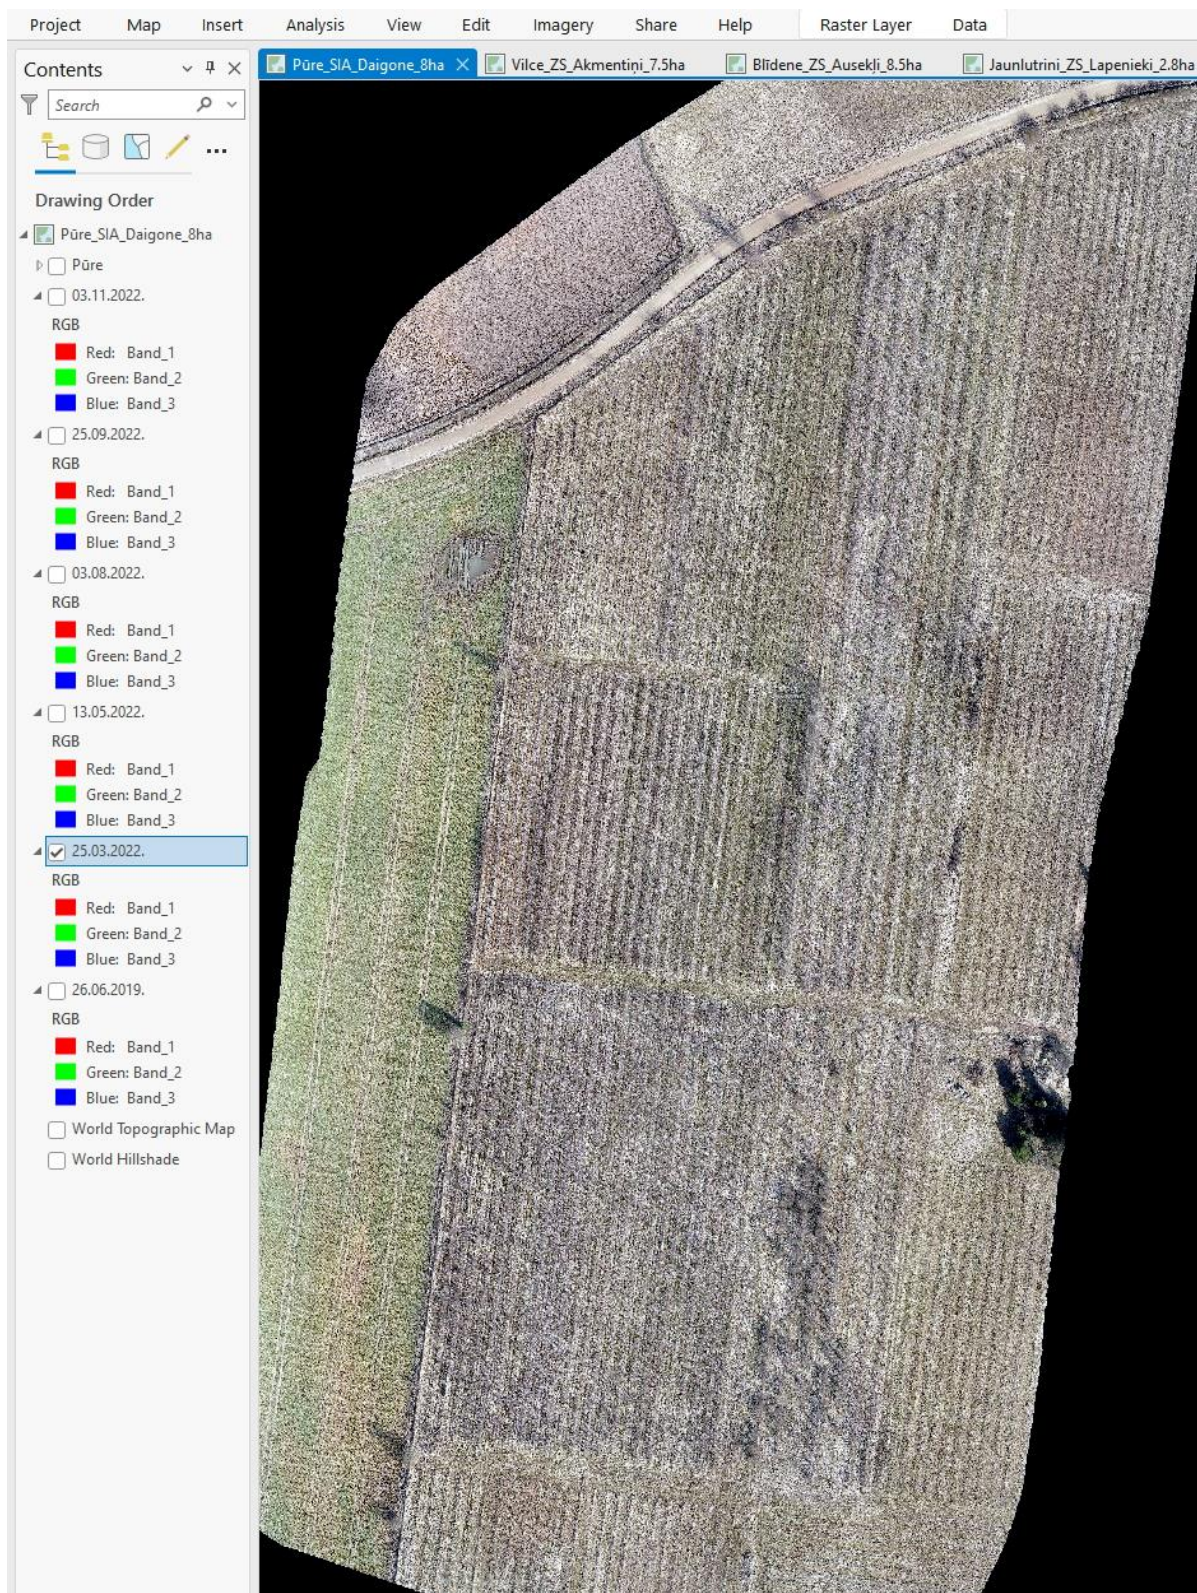 Project Map Insert Analysis View Edit Imagery Share Help Raster Layer Data
Contents
Pūre_SIA_Daigone_8ha Vilce_ZS_Akmentiņi_7.5ha Blīdene_ZS_Ausekļi_8.5ha Jaunlutrini_ZS_Lapenieki_2.8ha
Search
Drawing Order
Pūre_SIA_Daigone_8ha
Pūre
03.11.2022.
RGB
Red: Band_1
Green: Band_2
Blue: Band_3
25.09.2022.
RGB
Red: Band_1
Green: Band_2
Blue: Band_3
03.08.2022.
RGB
Red: Band_1
Green: Band_2
Blue: Band_3
13.05.2022.
RGB
Red: Band_1
Green: Band_2
Blue: Band_3
25.03.2022.
RGB
Red: Band_1
Green: Band_2
Blue: Band_3
26.06.2019.
RGB
Red: Band_1
Green: Band_2
Blue: Band_3
World Topographic Map
World Hillshade